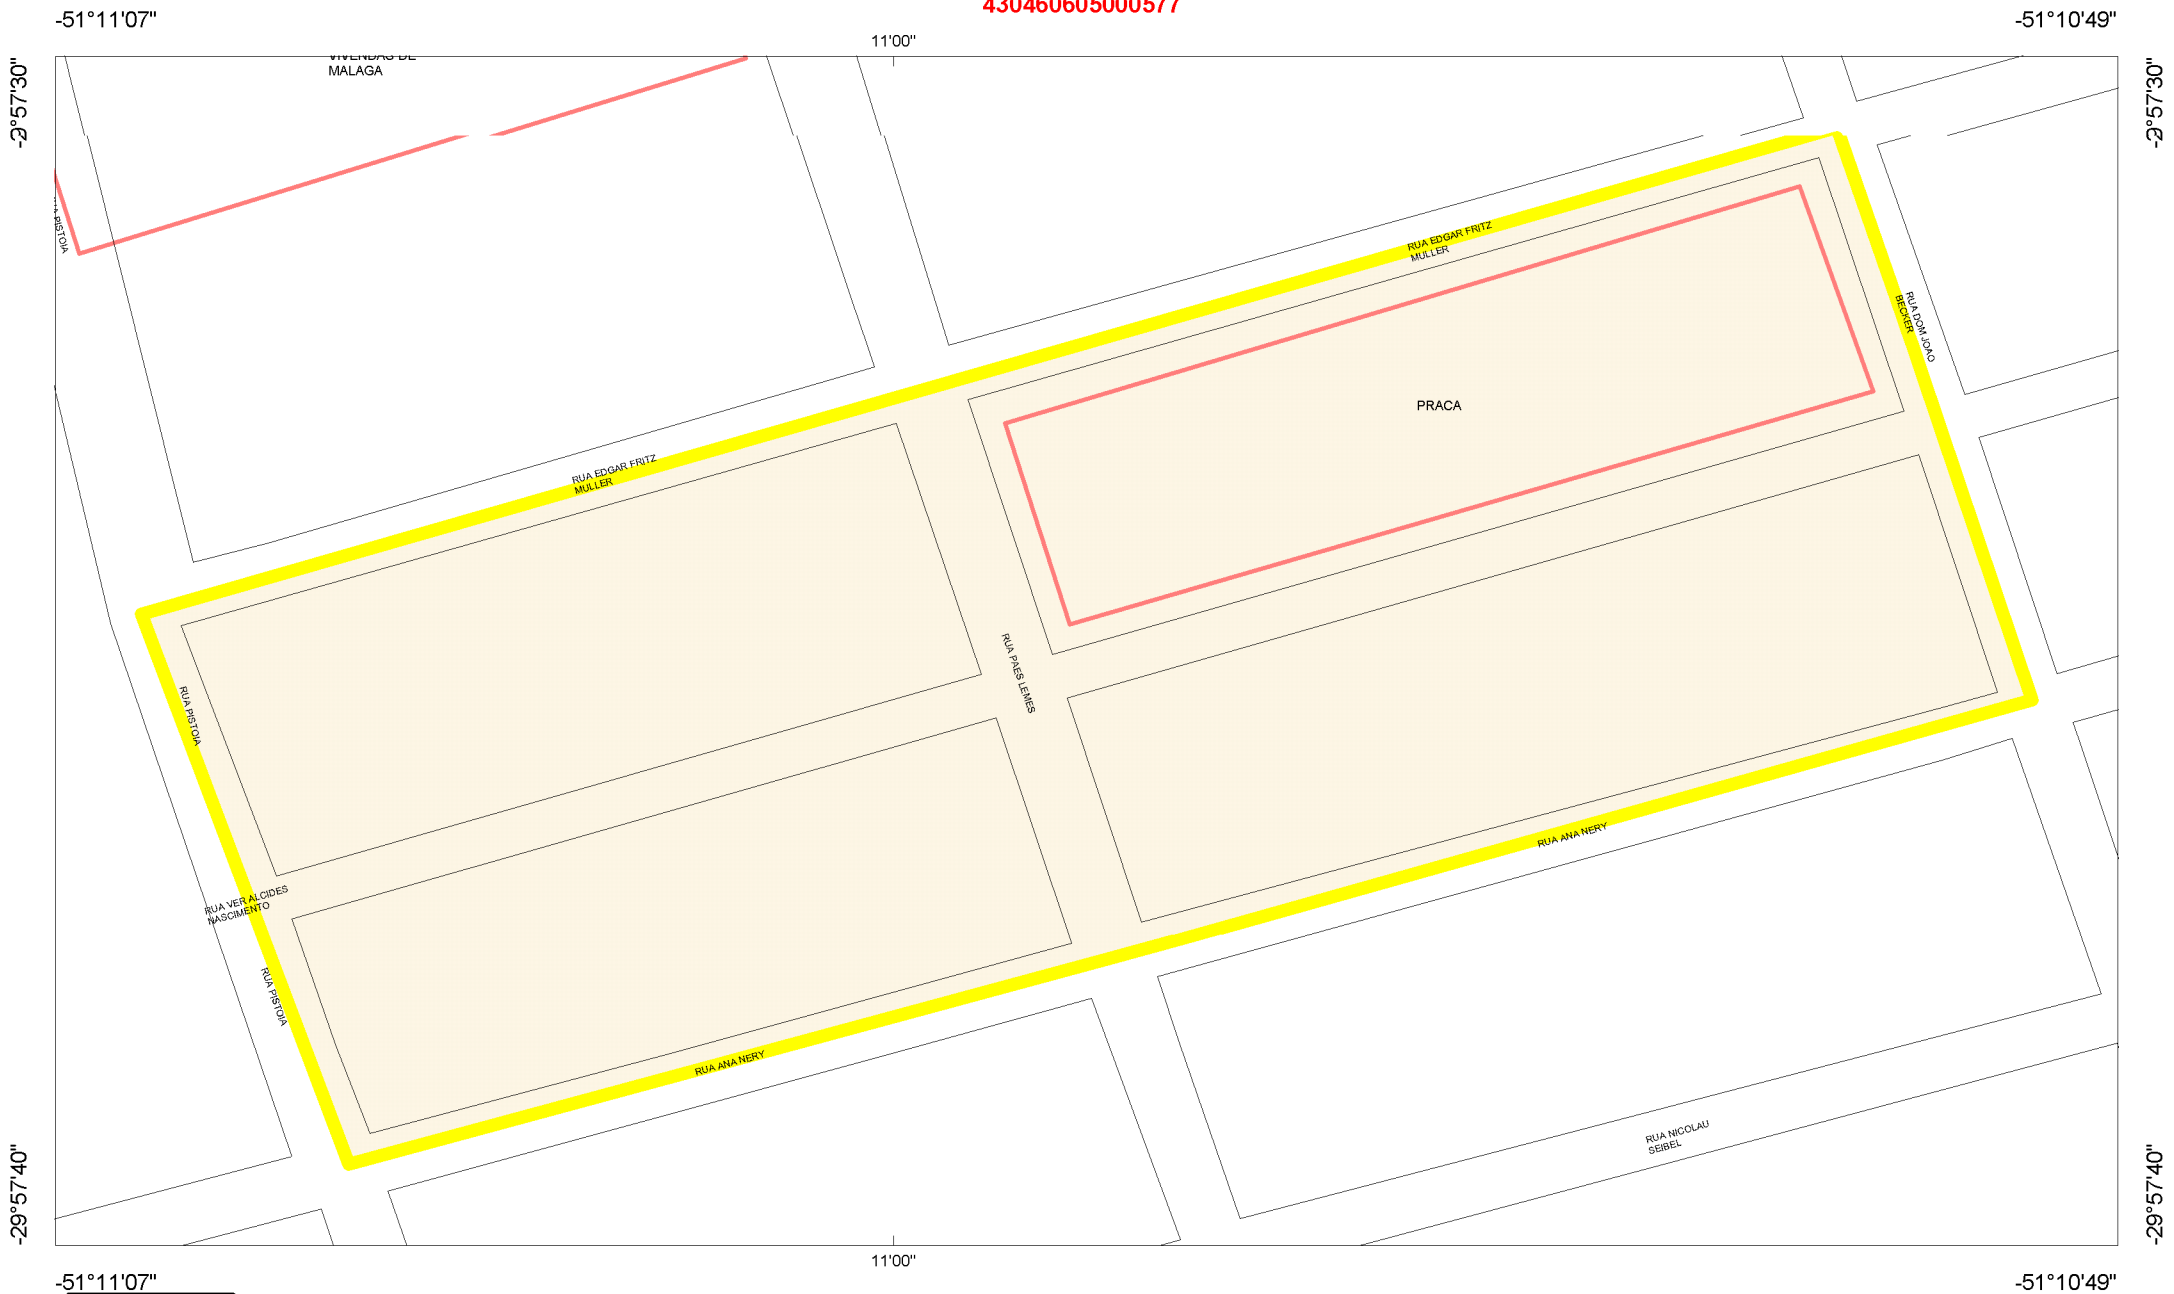 430460605000577
-51°11'07"
-51°10'49"
11'00"
-29°57'30"
-29°57'30"
VIVENDAS DE
MALAGA
RUA PISTOIA
RUA EDGAR FRITZ
MULLER
RUA DOM JOAO
BECKER
PRACA
RUA EDGAR FRITZ
MULLER
RUA PAES LEMES
RUA PISTOIA
RUA ANA NERY
RUA VER ALCIDES
NASCIMENTO
RUA PISTOIA
RUA ANA NERY
RUA NICOLAU
SEIBEL
-29°57'40"
-29°57'40"
11'00"
-51°11'07"
-51°10'49"